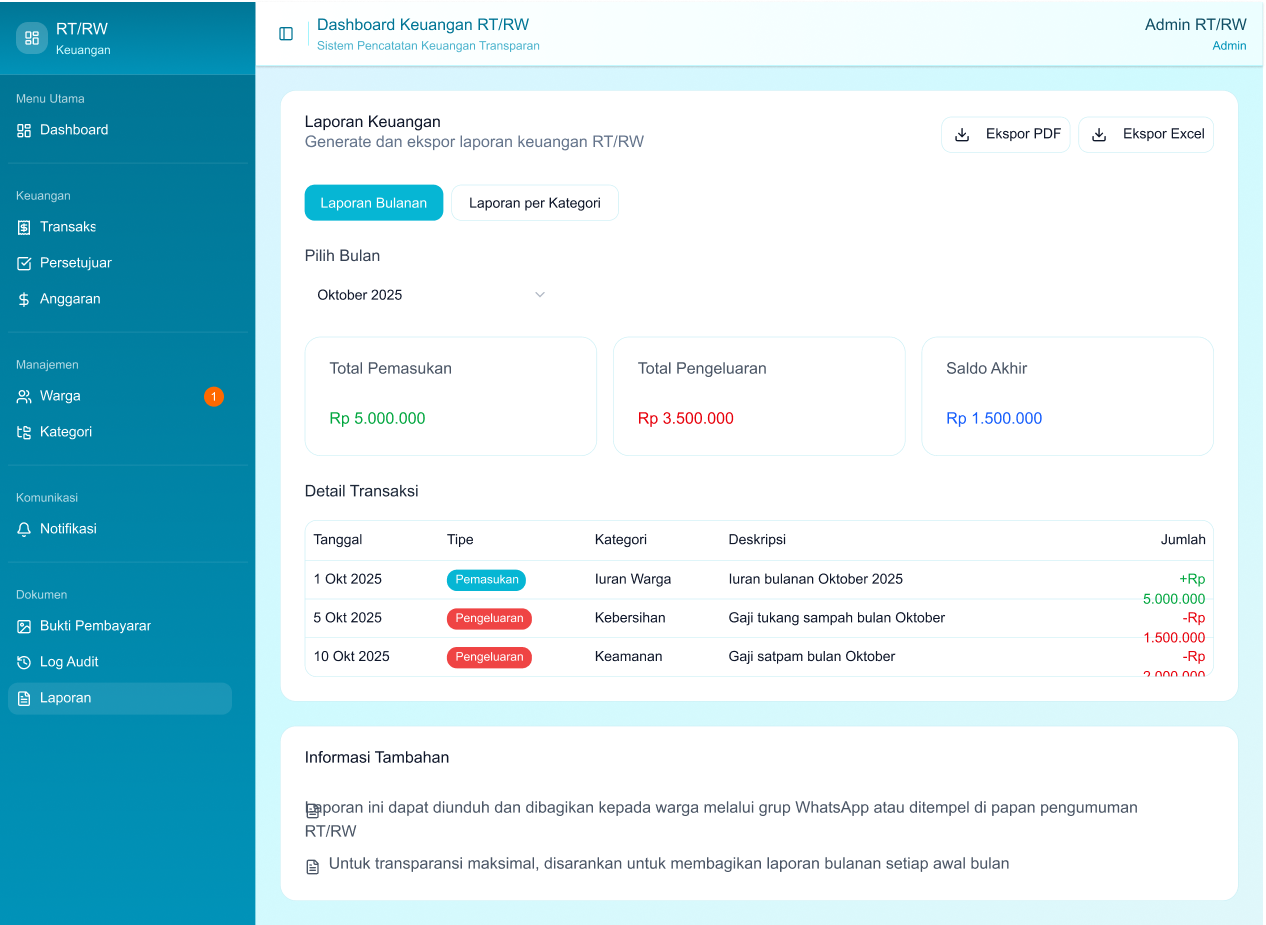 RT/RW
Keuangan
Menu Utama
Dashboard
Keuangan
Transaks
Persetujuar
Anggaran
Manajemen
Warga 1
Kategori
Komunikasi
Notifikasi
Dokumen
Bukti Pembayarar
Log Audit
Laporan
Dashboard Keuangan RT/RW
Sistem Pencatatan Keuangan Transparan
Admin RT/RW
Admin
Laporan Keuangan
Generate dan ekspor laporan keuangan RT/RW
Ekspor PDF Ekspor Excel
Laporan Bulanan Laporan per Kategori
Pilih Bulan
Oktober 2025
Total Pemasukan
Rp 5.000.000
Total Pengeluaran
Rp 3.500.000
Saldo Akhir
Rp 1.500.000
Detail Transaksi
Tanggal Tipe Kategori Deskripsi Jumlah
1 Okt 2025 Pemasukan Iuran Warga Iuran bulanan Oktober 2025 +Rp
5.000.000
5 Okt 2025 Pengeluaran Kebersihan Gaji tukang sampah bulan Oktober -Rp
1.500.000
10 Okt 2025 Pengeluaran Keamanan Gaji satpam bulan Oktober -Rp
2.000.000
Informasi Tambahan
Laporan ini dapat diunduh dan dibagikan kepada warga melalui grup WhatsApp atau ditempel di papan pengumuman
RT/RW
Untuk transparansi maksimal, disarankan untuk membagikan laporan bulanan setiap awal bulan